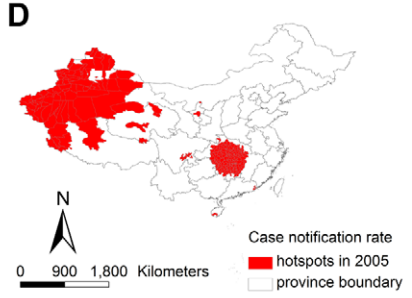 D
N
Case notification rate
hotspots in 2005
province boundary
0 900 1,800 Kilometers